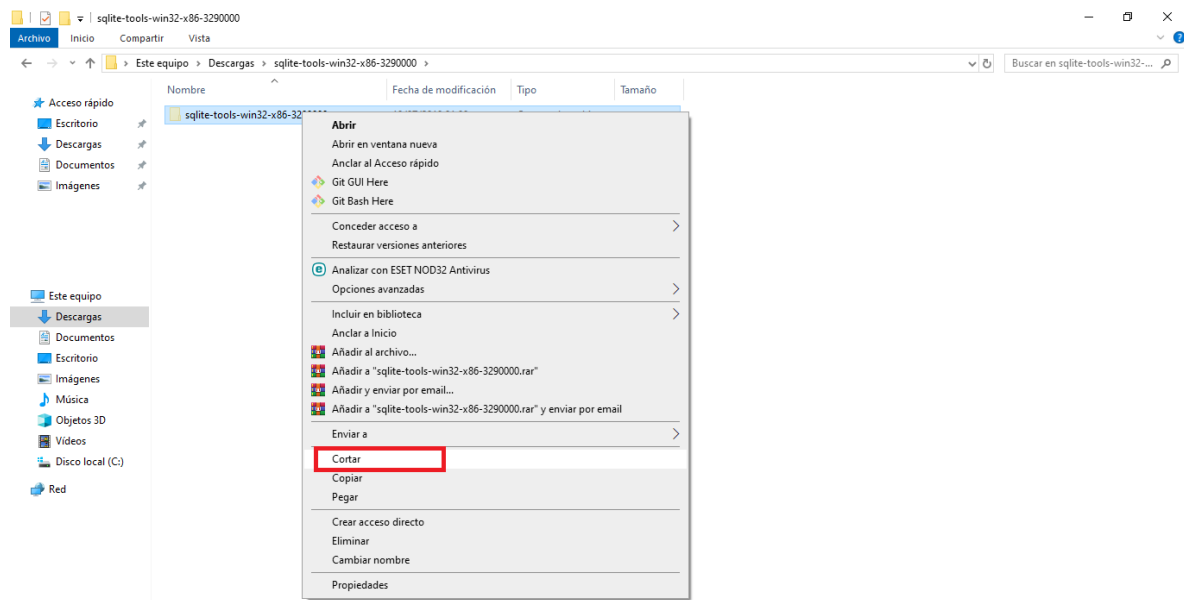 sqlite-tools-win32-x86-3290000
Archivo Inicio Compartir Vista
Este equipo > Descargas > sqlite-tools-win32-x86-3290000 >
Buscar en sqlite-tools-win32-...
Nombre Fecha de modificación Tipo Tamaño
Acceso rápido
Escritorio
Descargas
Documentos
Imágenes
Este equipo
Descargas
Documentos
Escritorio
Imágenes
Música
Objetos 3D
Vídeos
Disco local (C:)
Red
sqlite-tools-win32-x86-32
Abrir
Abrir en ventana nueva
Anclar al Acceso rápido
Git GUI Here
Git Bash Here
Conceder acceso a
Restaurar versiones anteriores
Analizar con ESET NOD32 Antivirus
Opciones avanzadas
Incluir en biblioteca
Anclar a Inicio
Añadir al archivo...
Añadir a "sqlite-tools-win32-x86-3290000.rar"
Añadir y enviar por email...
Añadir a "sqlite-tools-win32-x86-3290000.rar" y enviar por email
Enviar a
Cortar
Copiar
Pegar
Crear acceso directo
Eliminar
Cambiar nombre
Propiedades